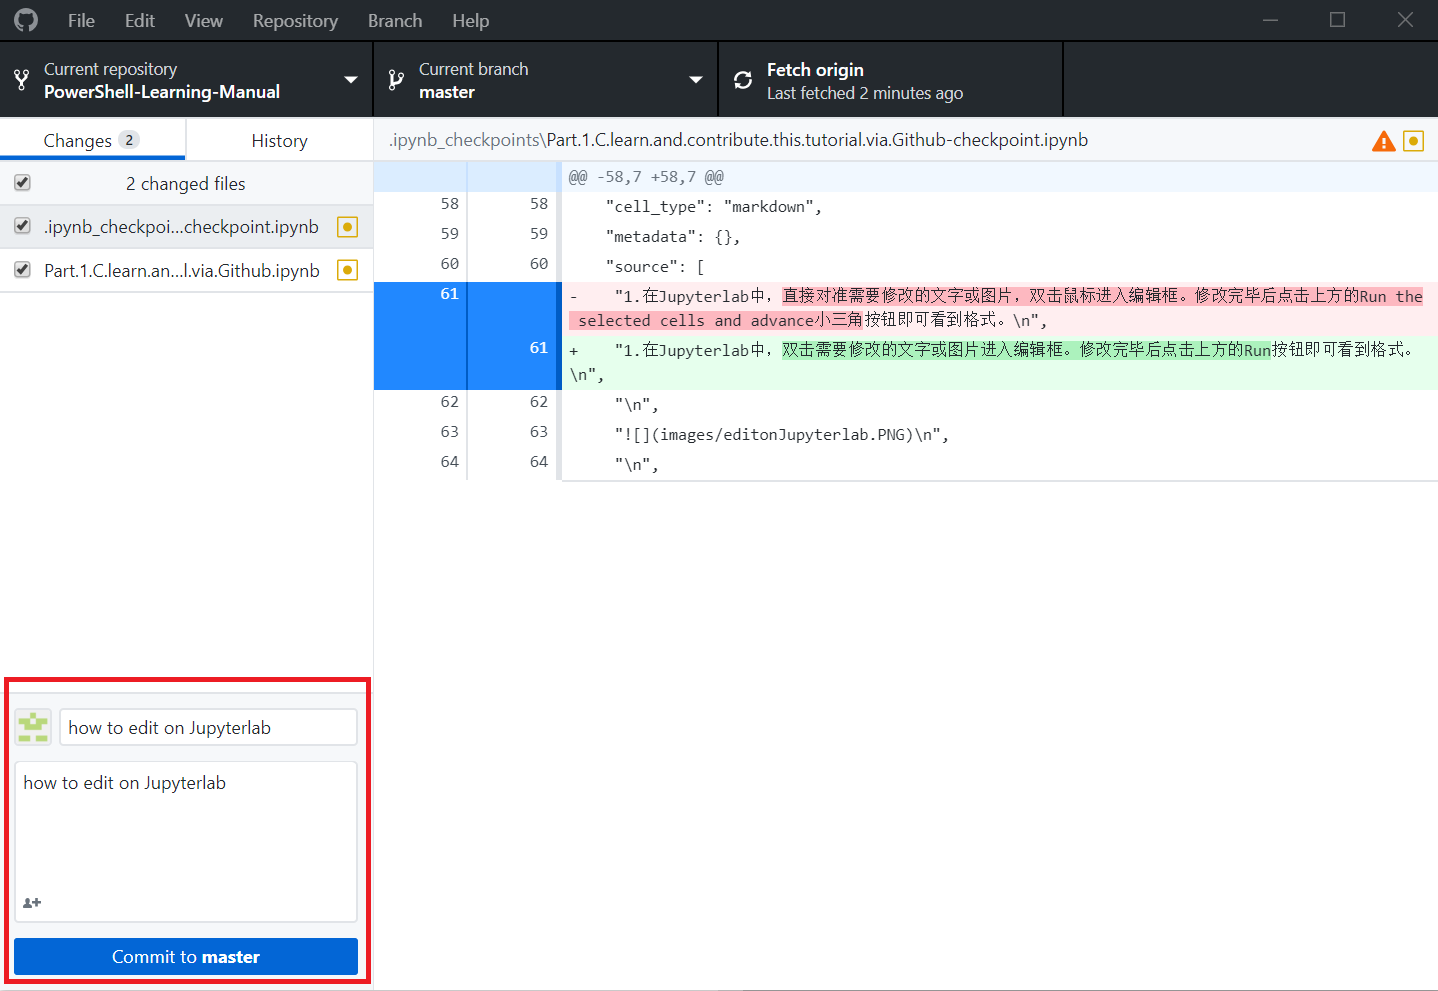 File Edit View Repository Branch Help
Current repository
PowerShell-Learning-Manual
Current branch
master
Fetch origin
Last fetched 2 minutes ago
Changes 2 History
2 changed files
.ipynb_checkpoi...checkpoint.ipynb
Part.1.C.learn.an...l.via.Github.ipynb
.ipynb_checkpoints\Part.1.C.learn.and.contribute.this.tutorial.via.Github-checkpoint.ipynb
@@ -58,7 +58,7 @@
58 58 "cell_type": "markdown",
59 59 "metadata": {},
60 60 "source": [
61 - "1.在Jupyterlab中，直接对准需要修改的文字或图片，双击鼠标进入编辑框。修改完毕后点击上方的Run the
selected cells and advance小三角按钮即可看到格式。\n",
61 + "1.在Jupyterlab中，双击需要修改的文字或图片进入编辑框。修改完毕后点击上方的Run按钮即可看到格式。
\n",
62 62 "\n",
63 63 "![](images/editonJupyterlab.PNG)\n",
64 64 "\n",
how to edit on Jupyterlab
how to edit on Jupyterlab
Commit to master